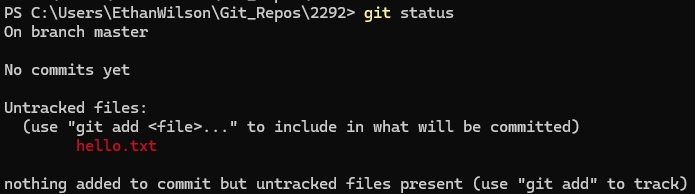 PS C:\Users\EthanWilson\Git_Repos\2292> git status
On branch master
No commits yet
Untracked files:
(use "git add <file>..." to include in what will be committed)
hello.txt
nothing added to commit but untracked files present (use "git add" to track)